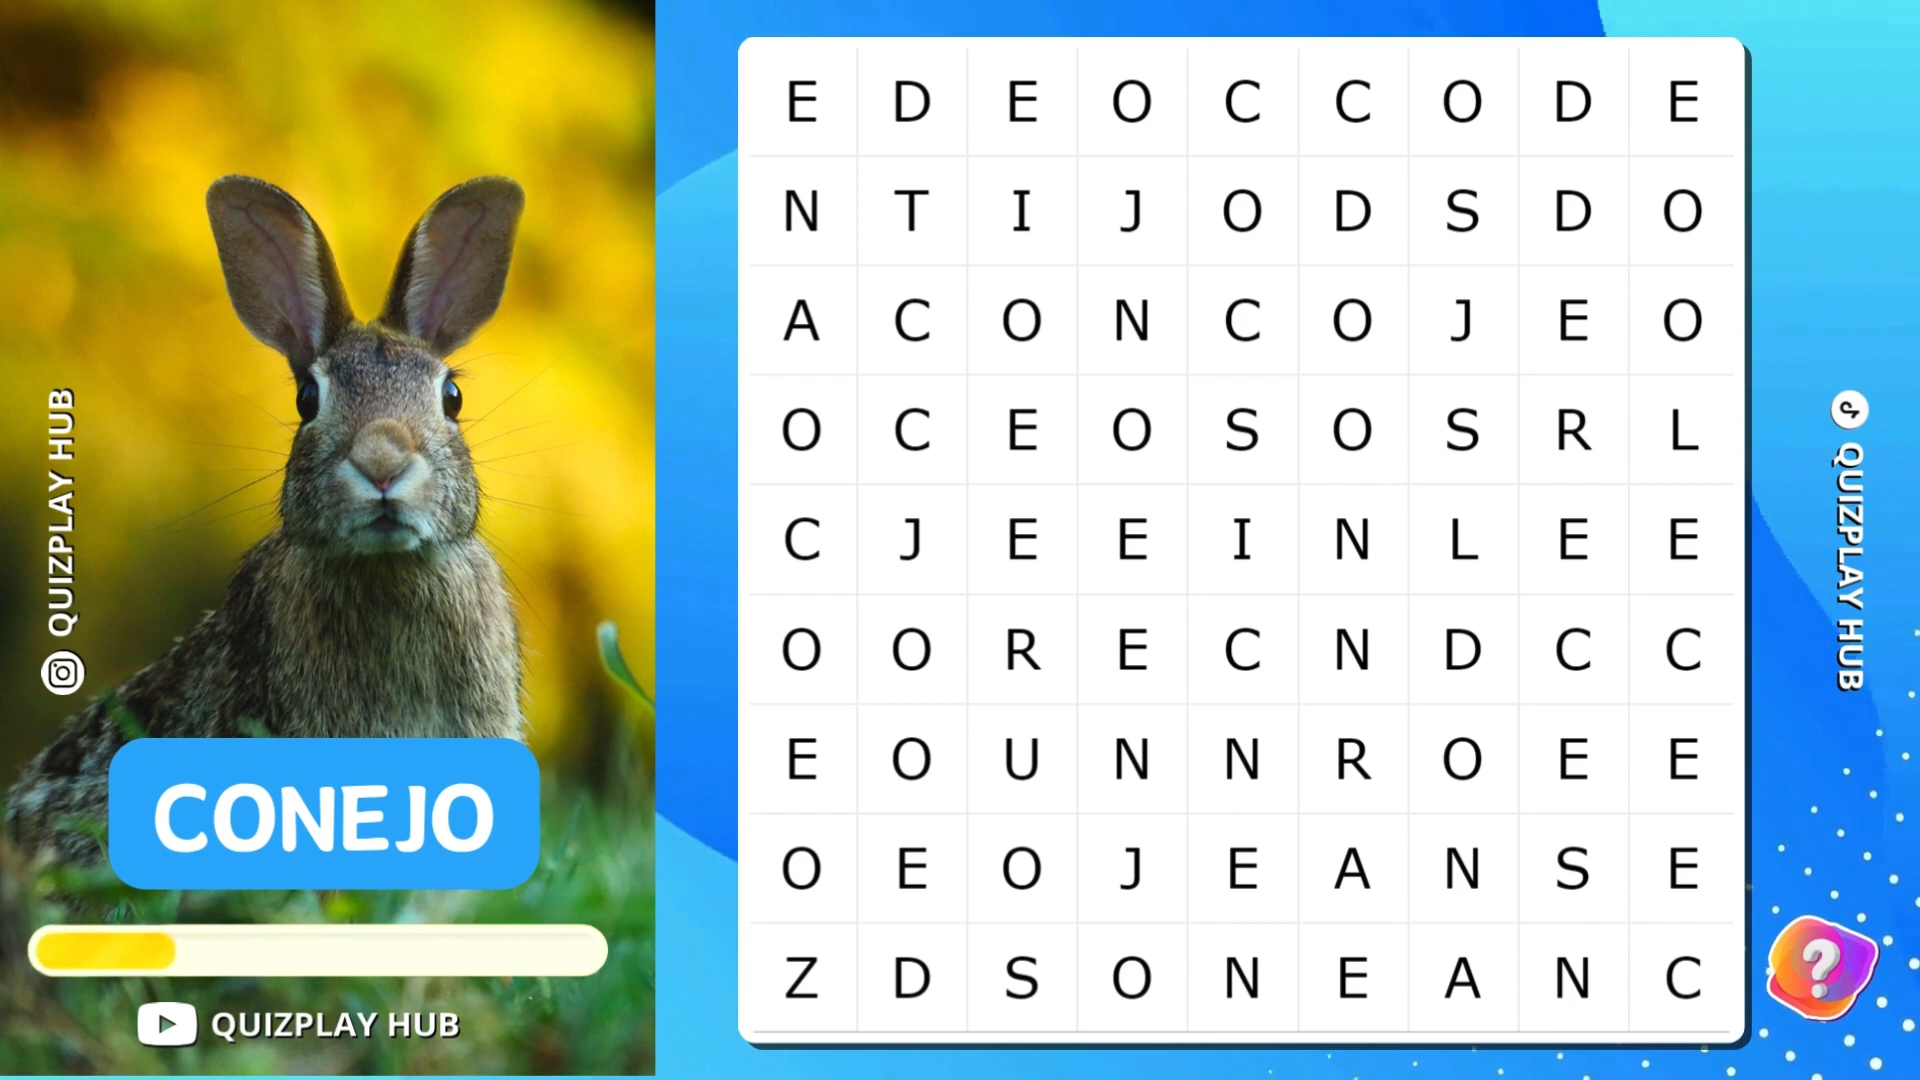 QUIZPLAY HUB
CONEJO
QUIZPLAY HUB
E D E O C C O D E
N T I J O D S D O
A C O N C O J E O
O C E O S O S R L
C J E E I N L E E
O O R E C N D C C
E O U N N R O E E
O E O J E A N S E
Z D S O N E A N C
QUIZPLAY HUB
?